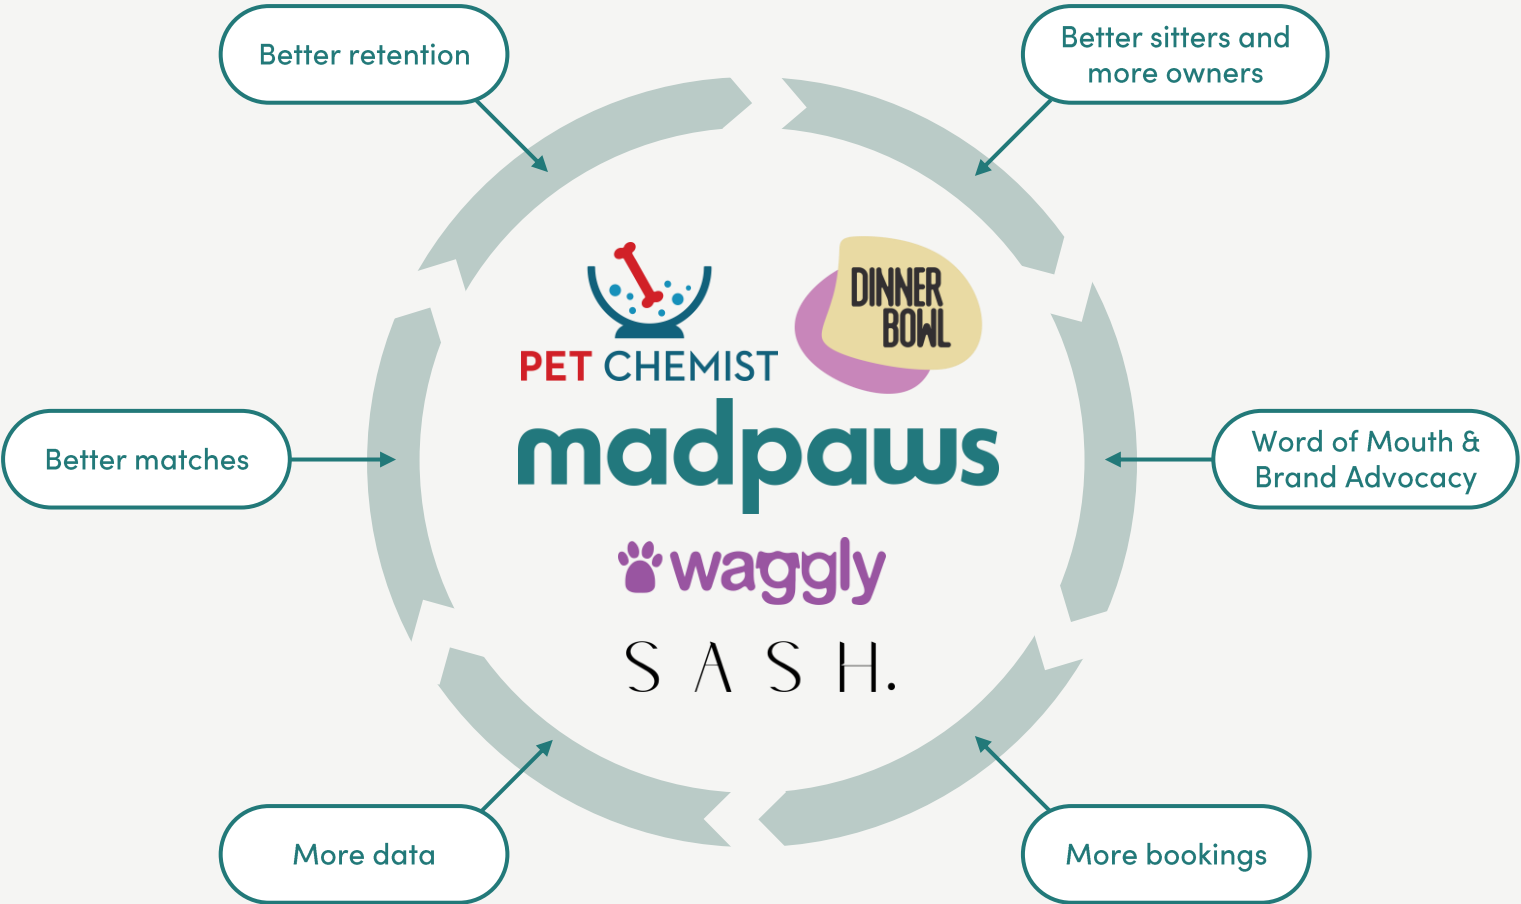 Better retention
Better sitters and
more owners
PET CHEMIST
DINNER
BOWL
madpaws
Better matches
Word of Mouth &
Brand Advocacy
waggly
SASH.
More data
More bookings